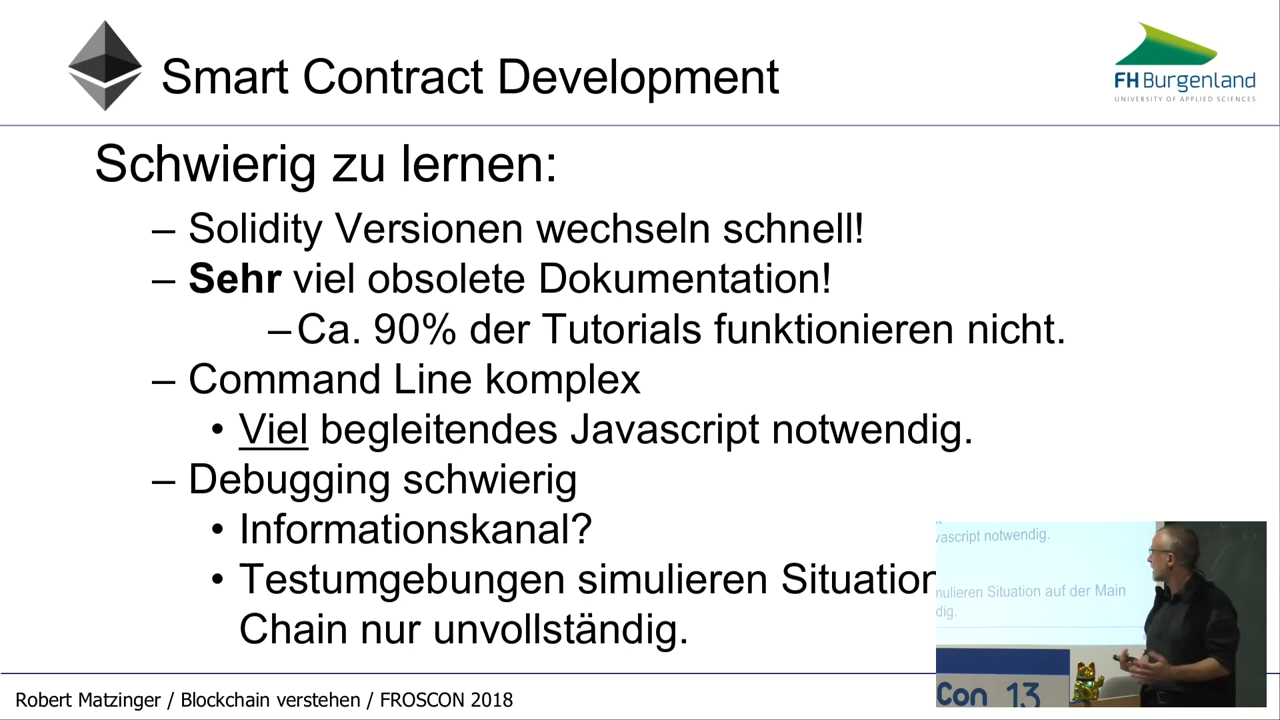 Smart Contract Development
FH Burgenland
UNIVERSITY OF APPLIED SCIENCES
Schwierig zu lernen:
– Solidity Versionen wechseln schnell!
– Sehr viel obsolete Dokumentation!
– Ca. 90% der Tutorials funktionieren nicht.
– Command Line komplex
• Viel begleitendes Javascript notwendig.
– Debugging schwierig
• Informationskanal?
• Testumgebungen simulieren Situation
Chain nur unvollständig.
vascript notwendig.
mulieren Situation auf der Main
dig.
Con 13
Robert Matzinger / Blockchain verstehen / FROSCON 2018